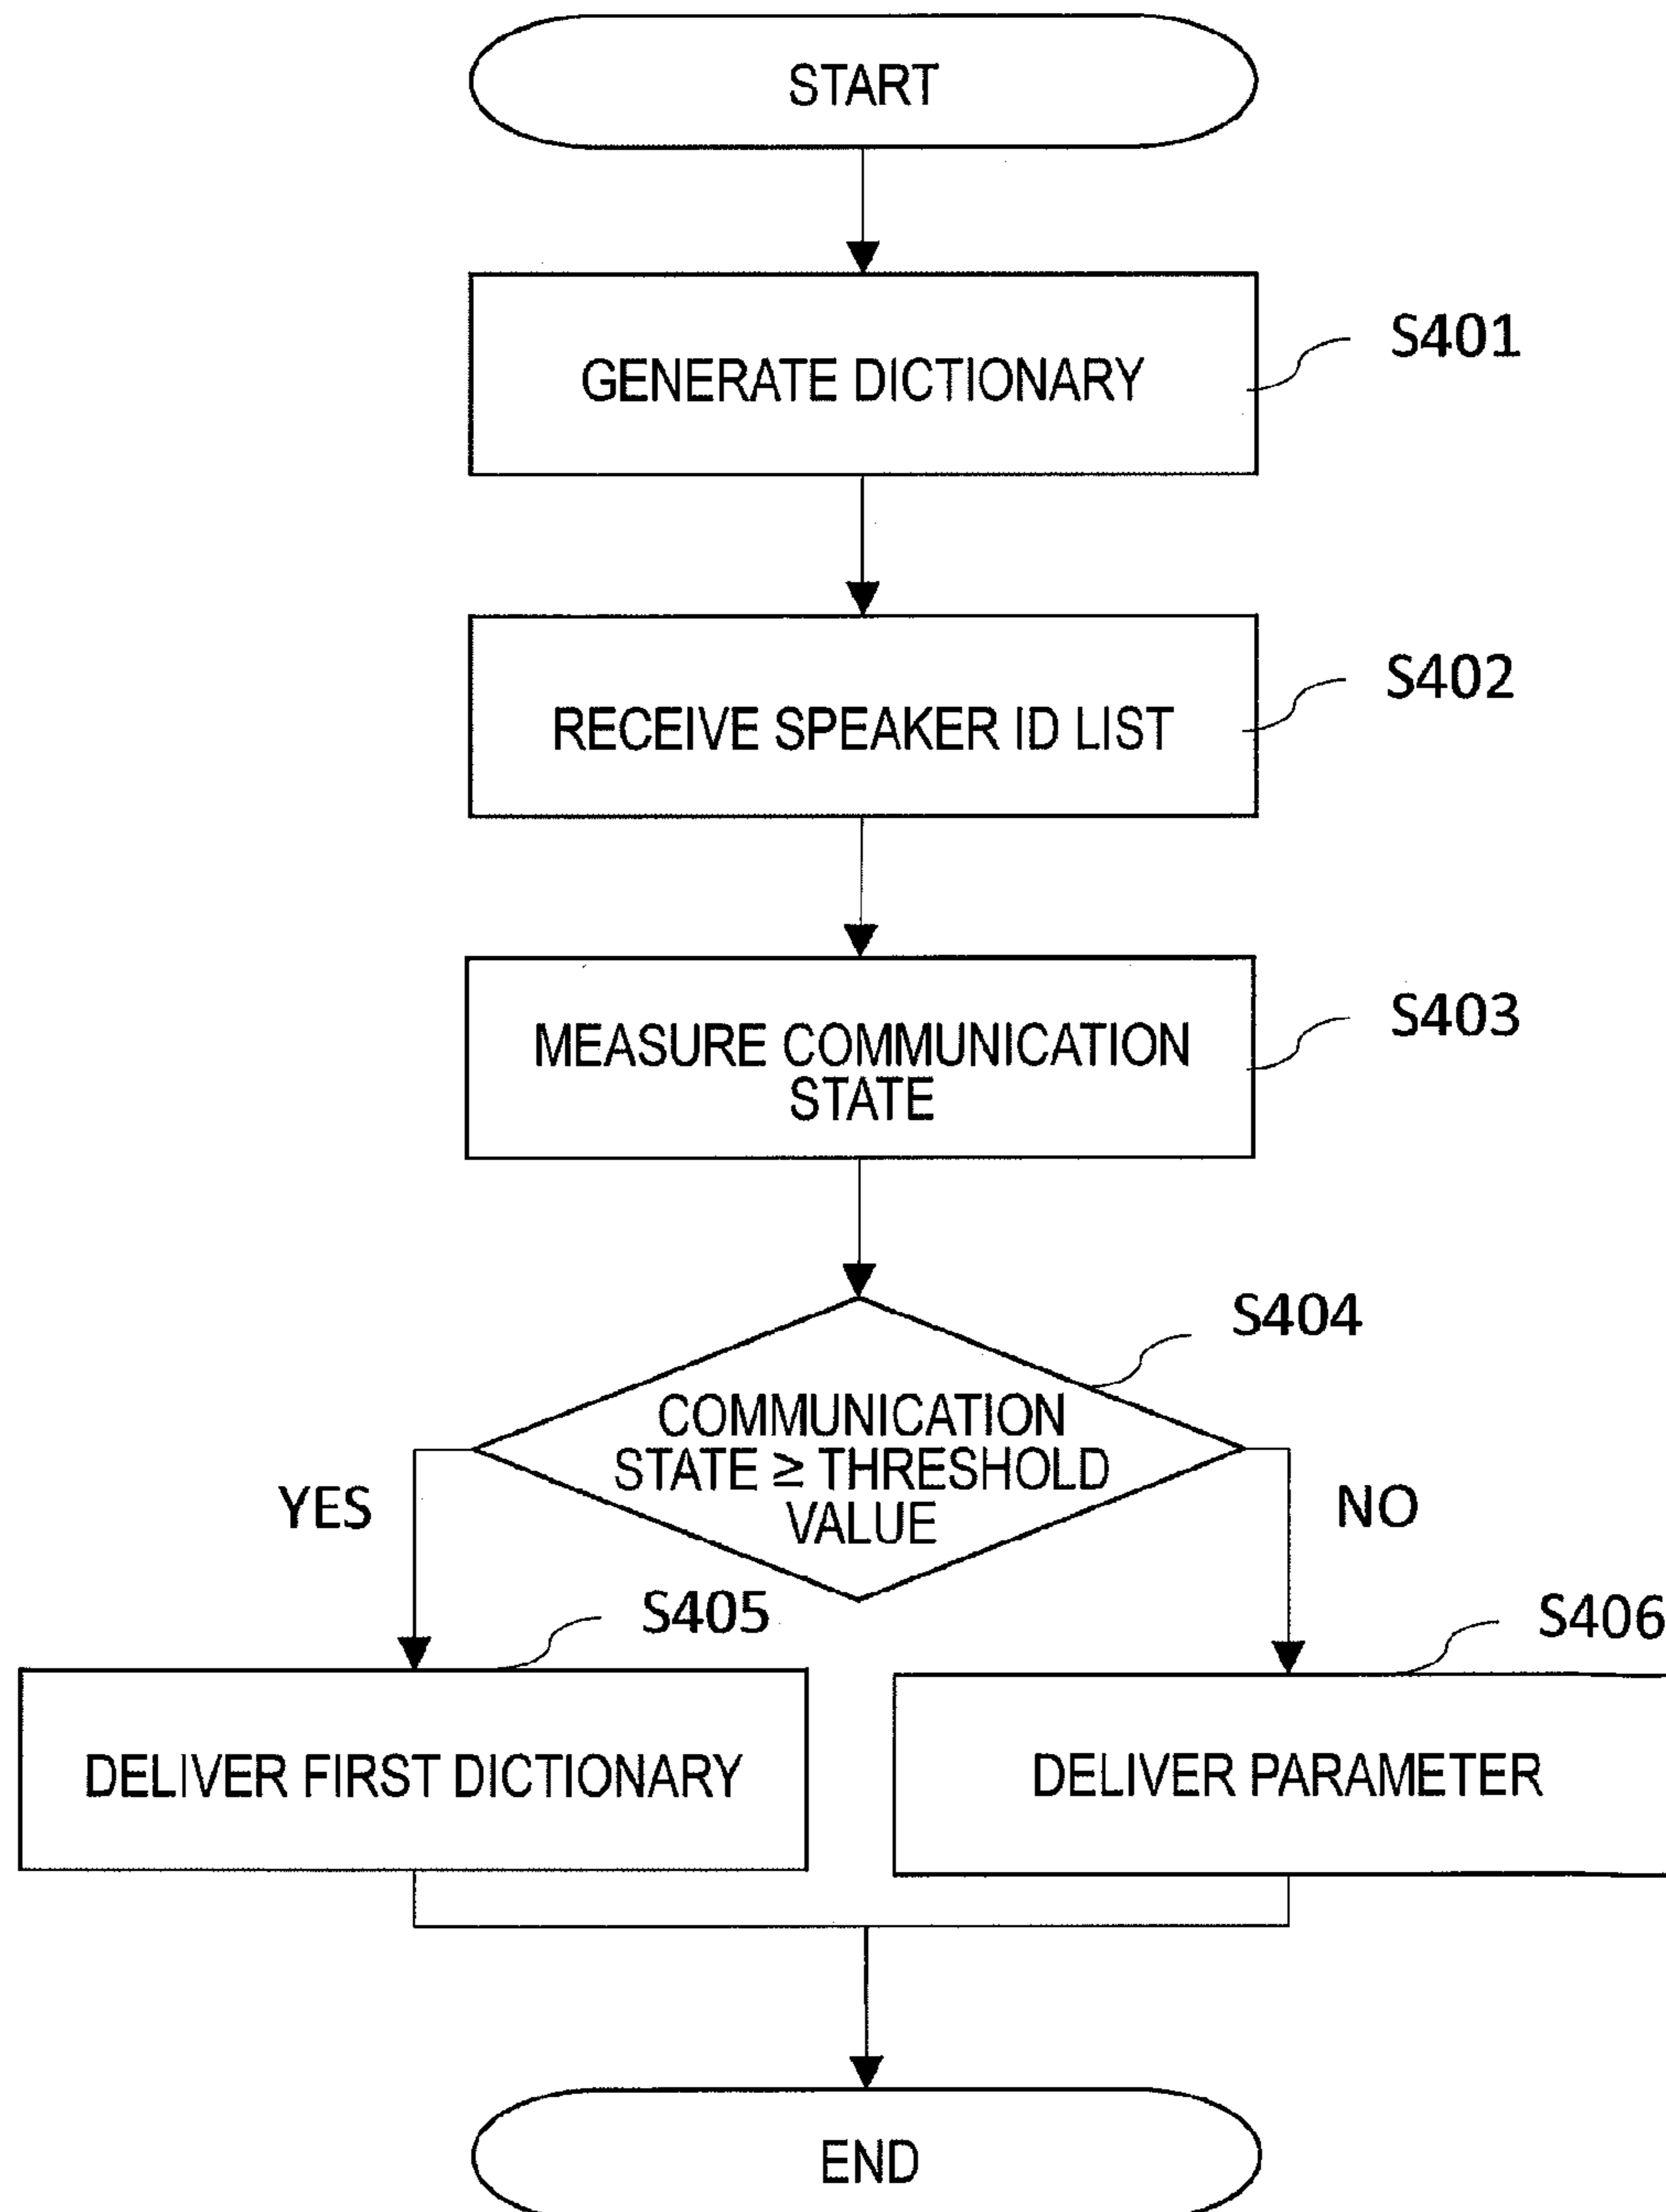 START
GENERATE DICTIONARY
S401
RECEIVE SPEAKER ID LIST
S402
MEASURE COMMUNICATION
STATE
S403
S404
COMMUNICATION
STATE ≥ THRESHOLD
VALUE
YES
NO
S405
S406
DELIVER FIRST DICTIONARY
DELIVER PARAMETER
END